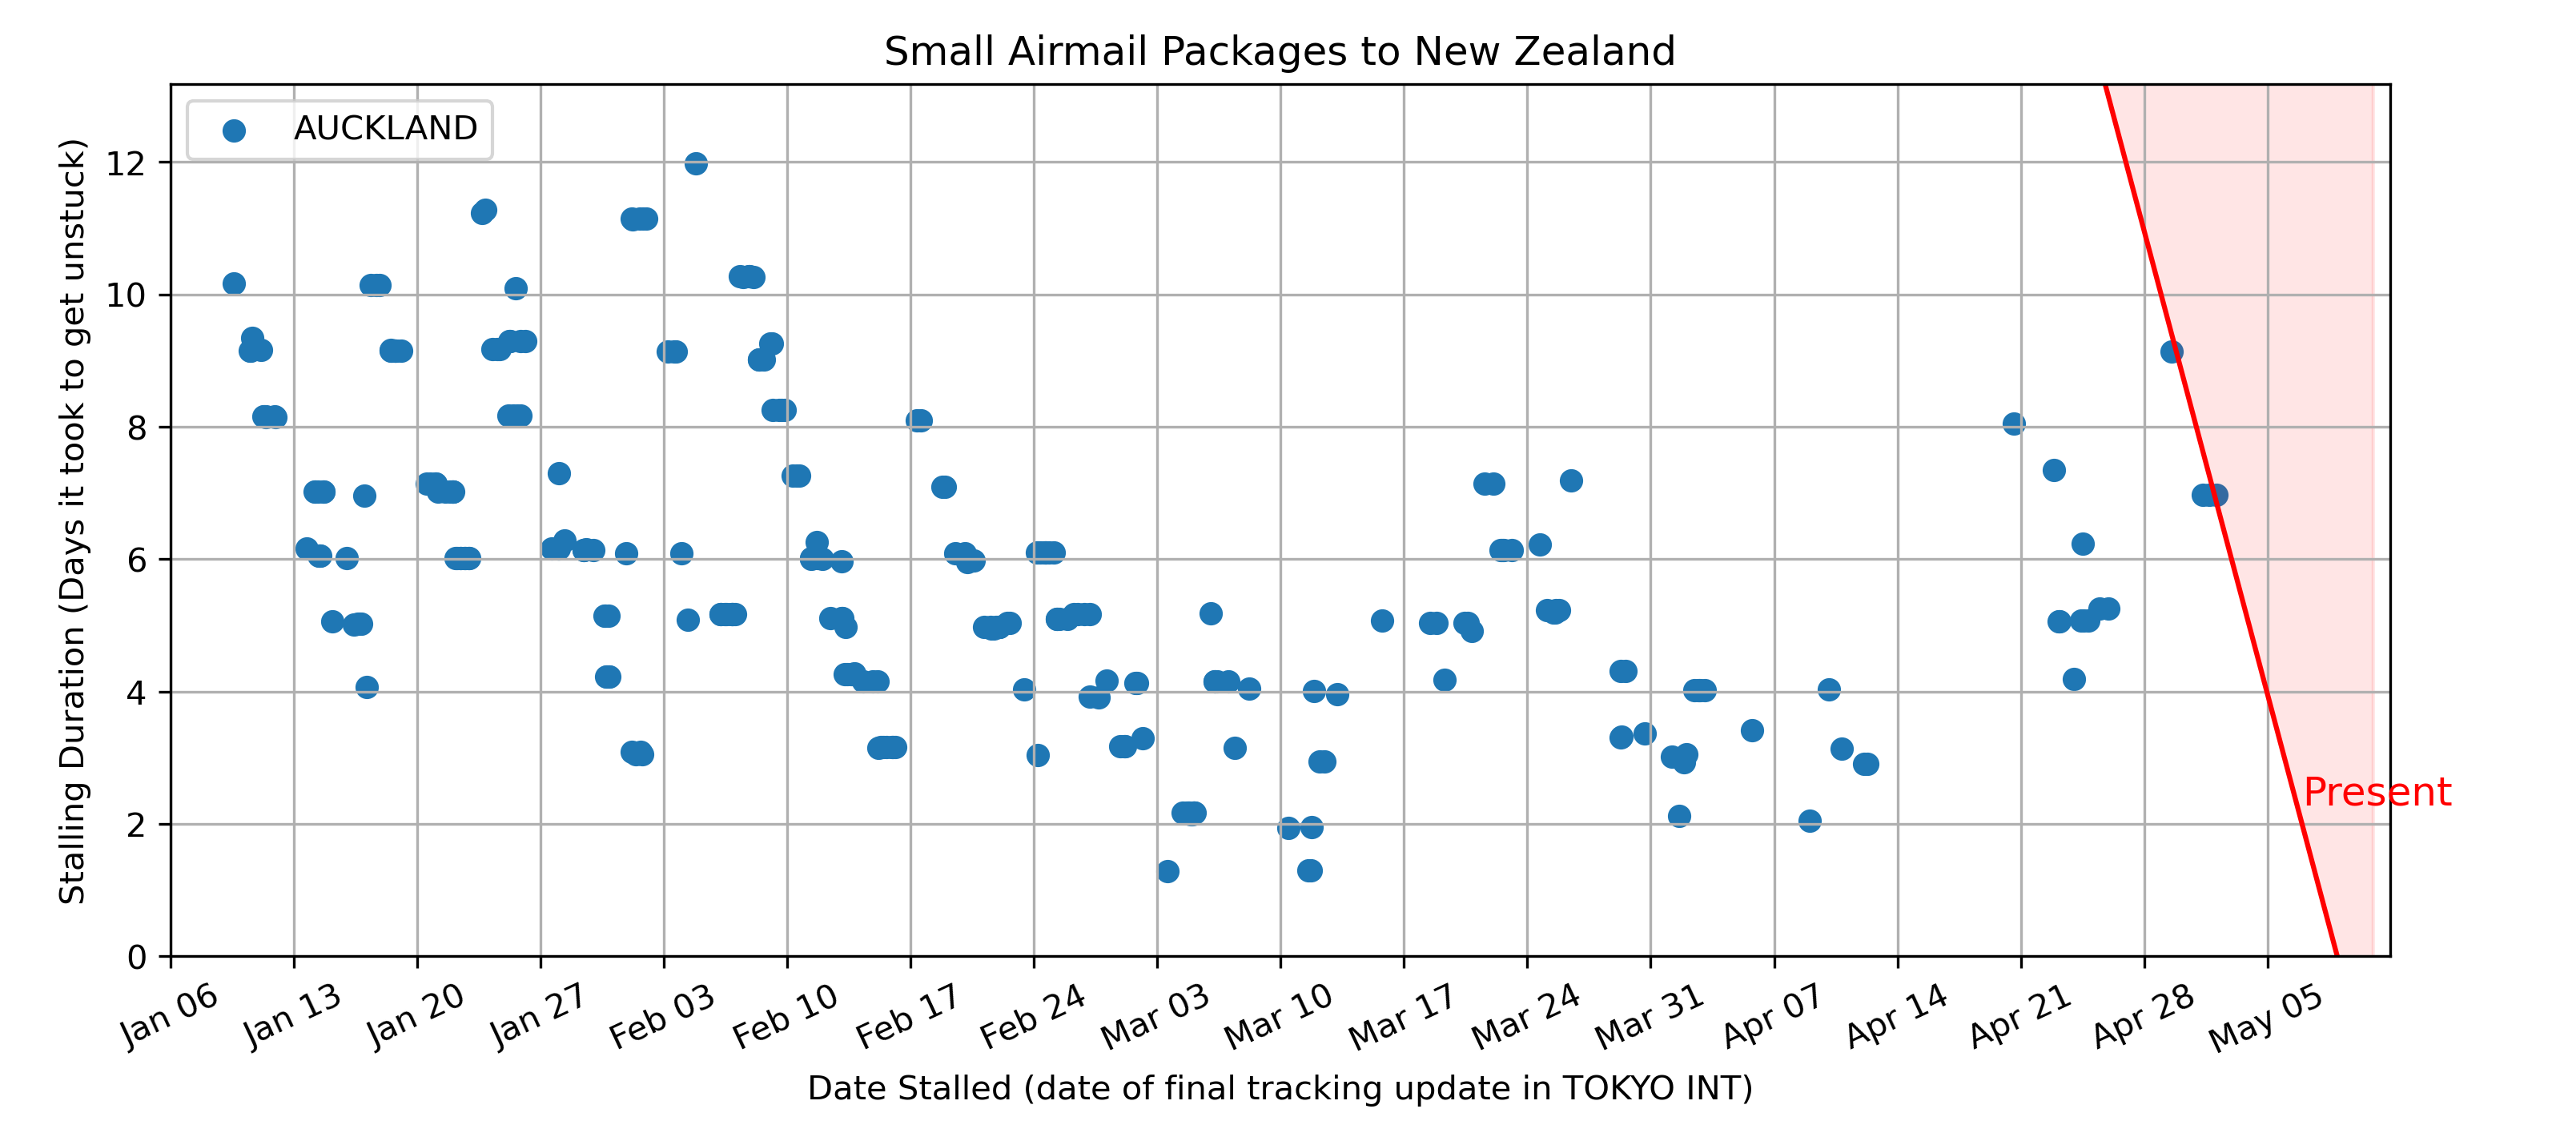 Small Airmail Packages to New Zealand
AUCKLAND
Stalling Duration (Days it took to get unstuck)
12
10
8
6
4
2
0
Present
Jan 06
Jan 13
Jan 20
Jan 27
Feb 03
Feb 10
Feb 17
Feb 24
Mar 03
Mar 10
Mar 17
Mar 24
Mar 31
Apr 07
Apr 14
Apr 21
Apr 28
May 05
Date Stalled (date of final tracking update in TOKYO INT)